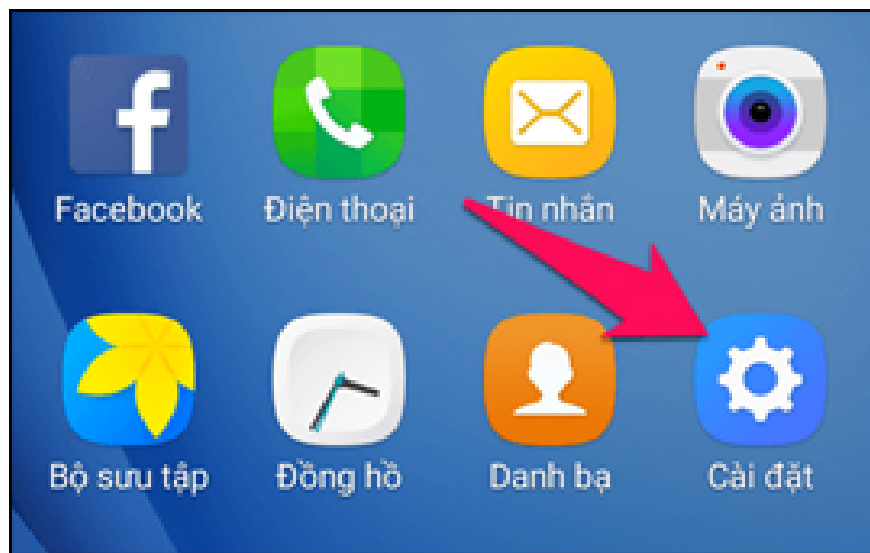 Facebook
Điện thoại
Tin nhắn
Máy ảnh
Bộ sưu tập
Đồng hồ
Danh bạ
Cài đặt